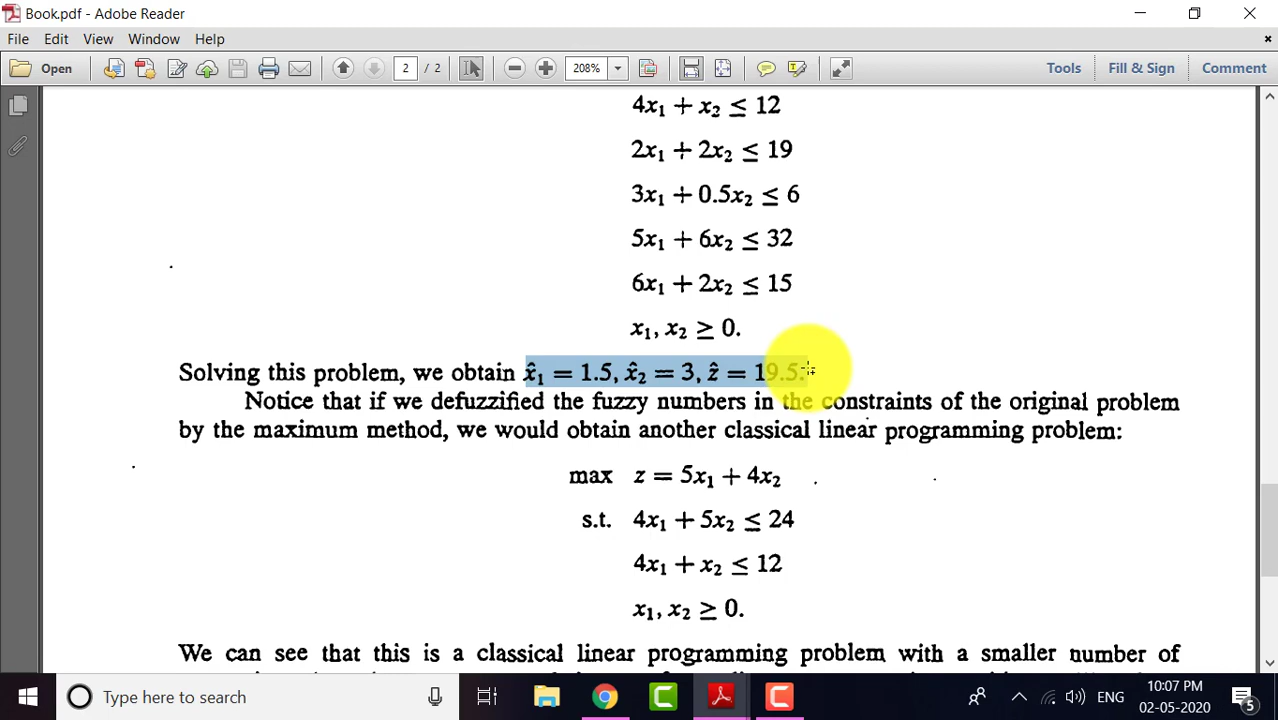 Book.pdf - Adobe Reader
File Edit View Window Help
Open 2 / 2 208% Tools Fill & Sign Comment
4x₁ + x₂ ≤ 12
2x₁ + 2x₂ ≤ 19
3x₁ + 0.5x₂ ≤ 6
5x₁ + 6x₂ ≤ 32
6x₁ + 2x₂ ≤ 15
x₁, x₂ ≥ 0.
Solving this problem, we obtain x̂₁ = 1.5, x̂₂ = 3, ẑ = 19.5.
Notice that if we defuzzified the fuzzy numbers in the constraints of the original problem
by the maximum method, we would obtain another classical linear programming problem:
max z = 5x₁ + 4x₂
s.t. 4x₁ + 5x₂ ≤ 24
4x₁ + x₂ ≤ 12
x₁, x₂ ≥ 0.
We can see that this is a classical linear programming problem with a smaller number of
Type here to search ENG 10:07 PM
02-05-2020 5